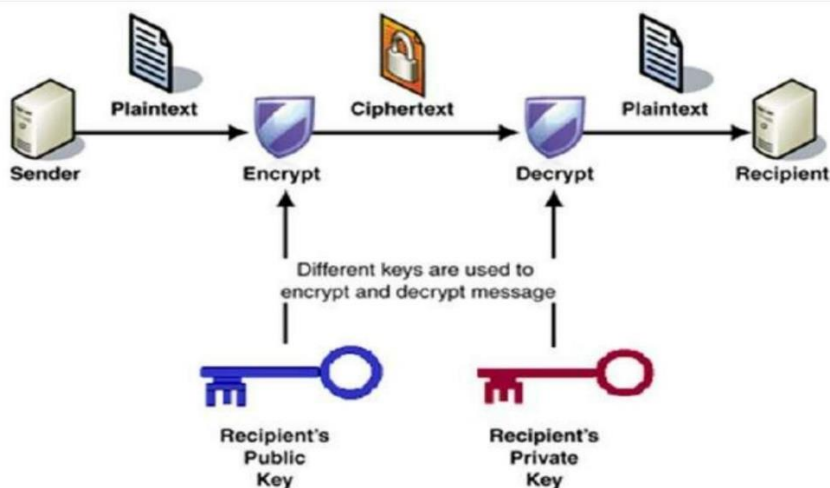 Plaintext
Ciphertext
Plaintext
Sender
Encrypt
Decrypt
Recipient
Different keys are used to
encrypt and decrypt message
Recipient's
Public
Key
Recipient's
Private
Key